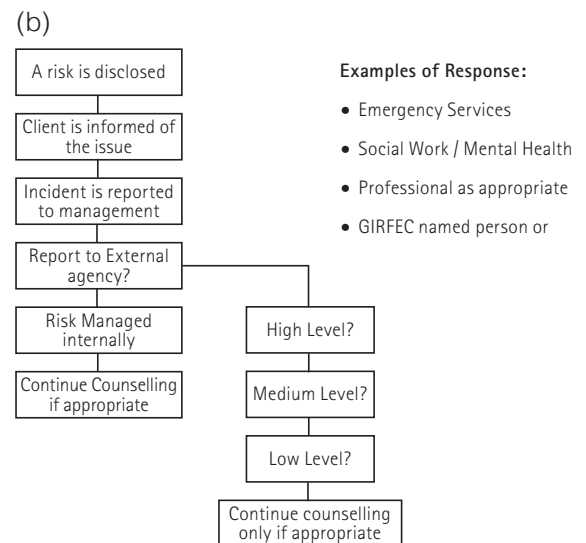 (b)
A risk is disclosed
Client is informed of
the issue
Incident is reported
to management
Report to External
agency?
Risk Managed
internally
Continue Counselling
if appropriate
High Level?
Medium Level?
Low Level?
Continue counselling
only if appropriate
Examples of Response:
• Emergency Services
• Social Work / Mental Health
• Professional as appropriate
• GIRFEC named person or